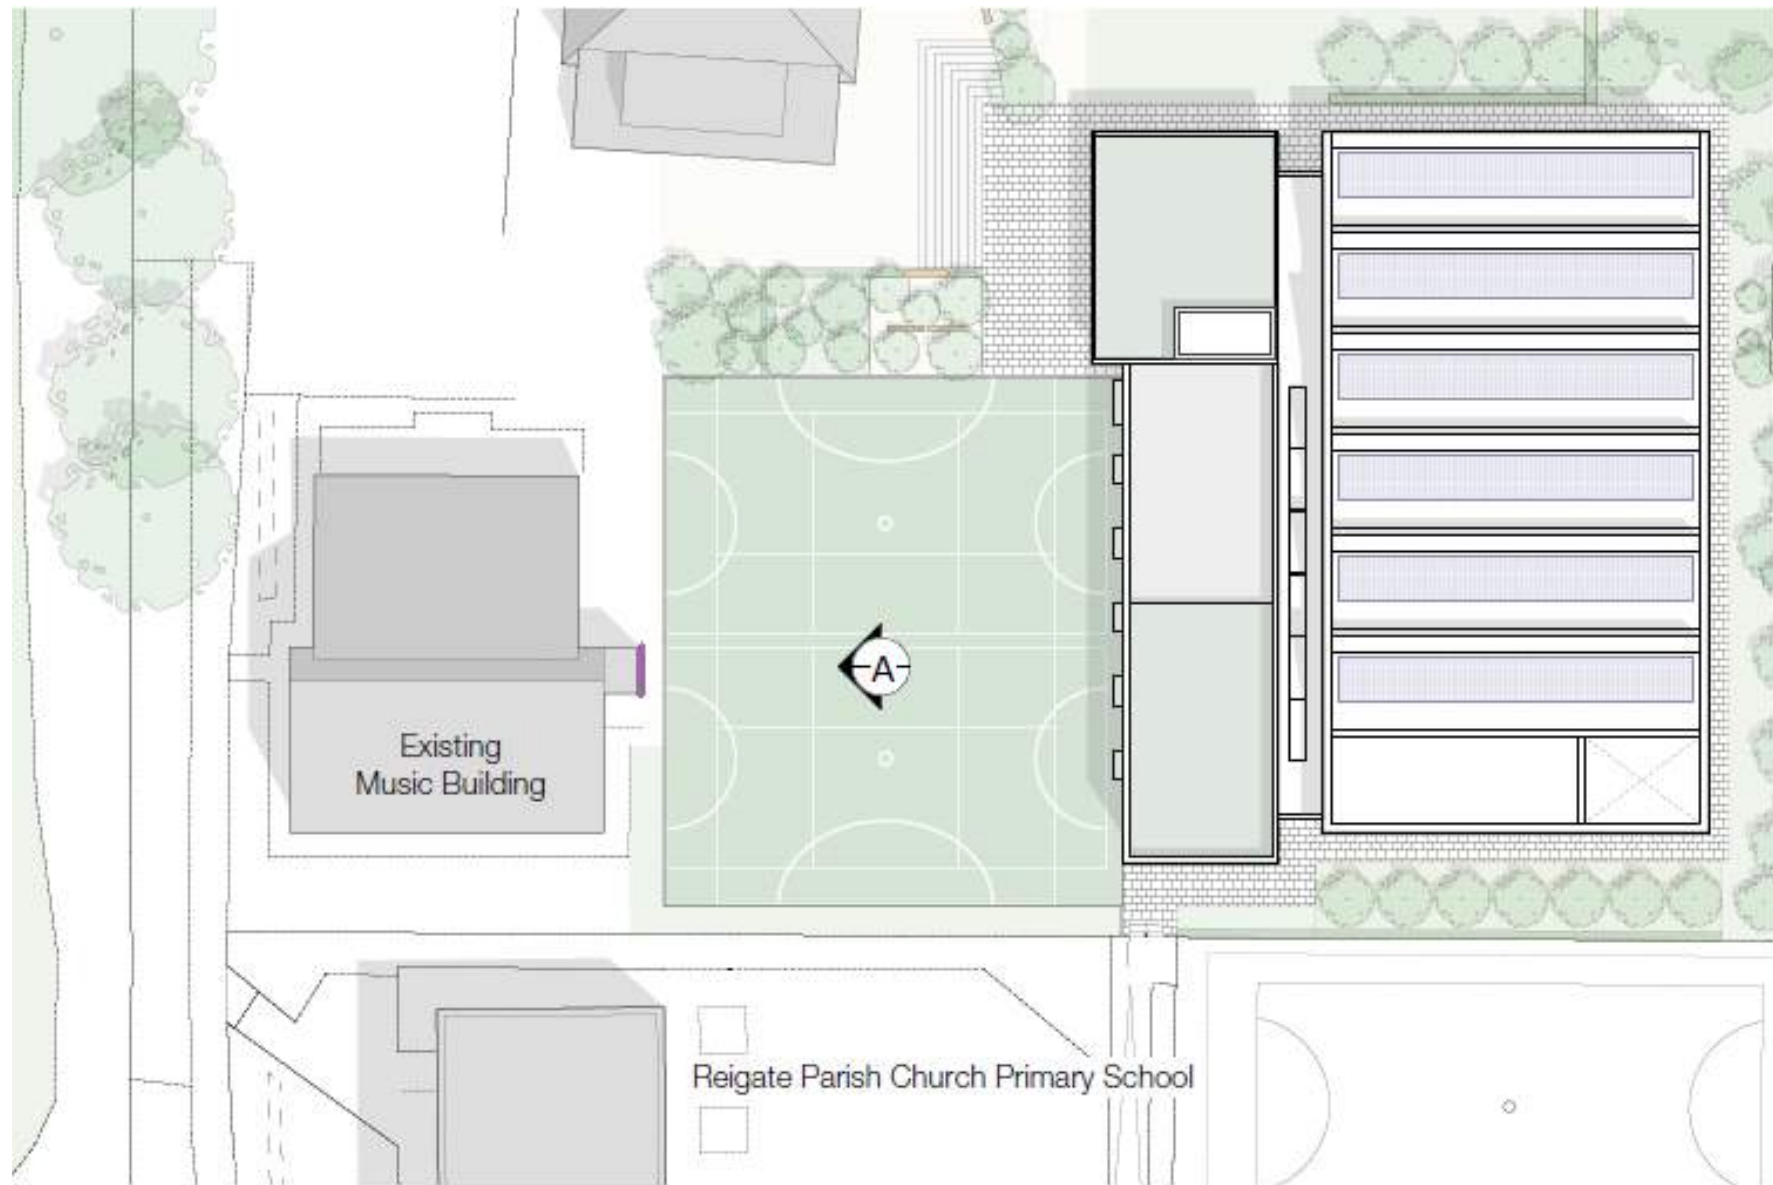 A
Existing
Music Building
Reigate Parish Church Primary School